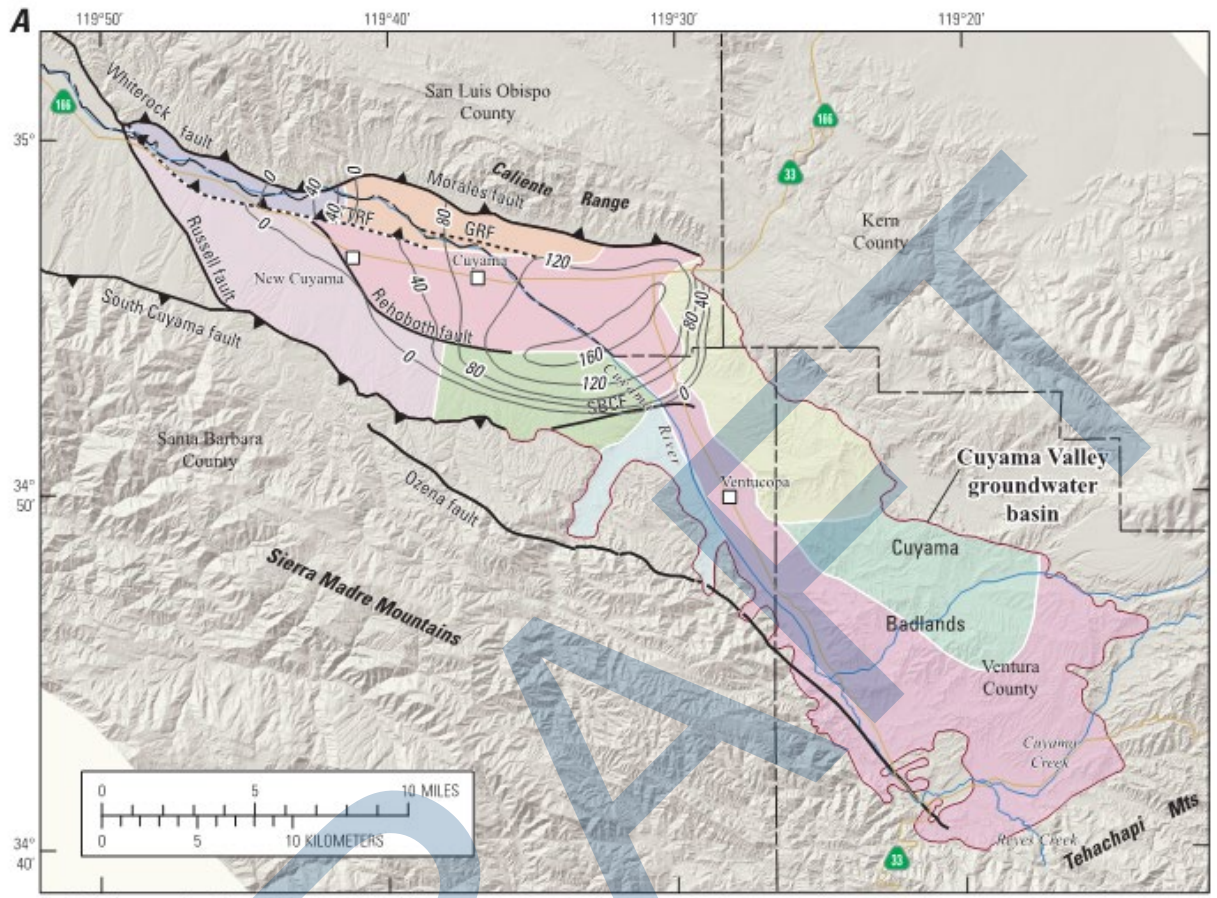 A
119°50'
119°40'
119°30'
119°20'
Whiterock fault
166
San Luis Obispo
County
166
35°
33
Caliente Range
Morales fault
0
40
0
80
Kern
County
40
TRF
GRF
0
120
Cuyama
New Cuyama
Russell fault
40
40
80
South Cuyama fault
Rehoboth fault
0
80
160
120
Cuyama
River
SBCF
0
Santa Barbara
County
Cuyama Valley
groundwater
basin
34°
50'
Ozena fault
Ventucopa
Cuyama
Badlands
Sierra Madre Mountains
Ventura
County
Cuyama
Creek
0 5 10 MILES
0 5 10 KILOMETERS
Reyes Creek
Tehachapi Mts
34°
40'
33
DRAFT